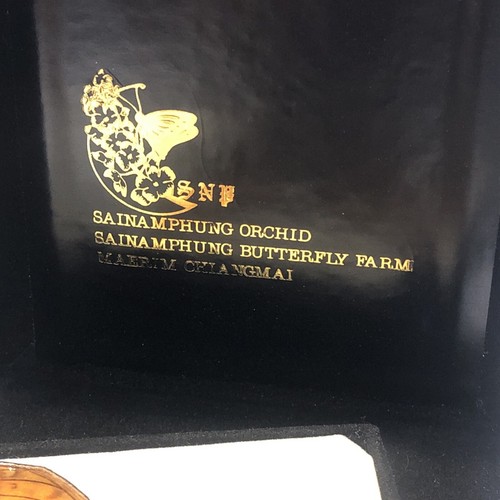 SNP
SAINAMPHUNG ORCHID
SAINAMPHUNG BUTTERFLY FARM
MAERIM CHIANGMAI